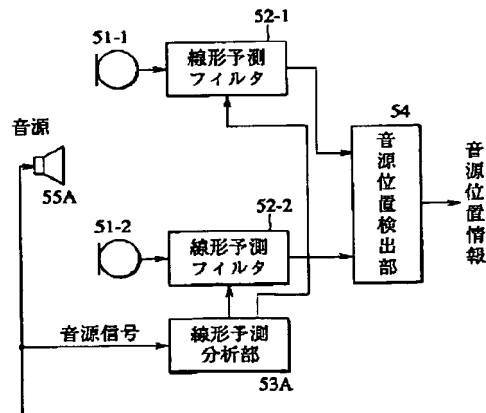 52-1
51-1
線形予測
フィルタ
54
音源
55A
音源位置検出部
音源位置情報
52-2
51-2
線形予測
フィルタ
音源信号
線形予測
分析部
53A